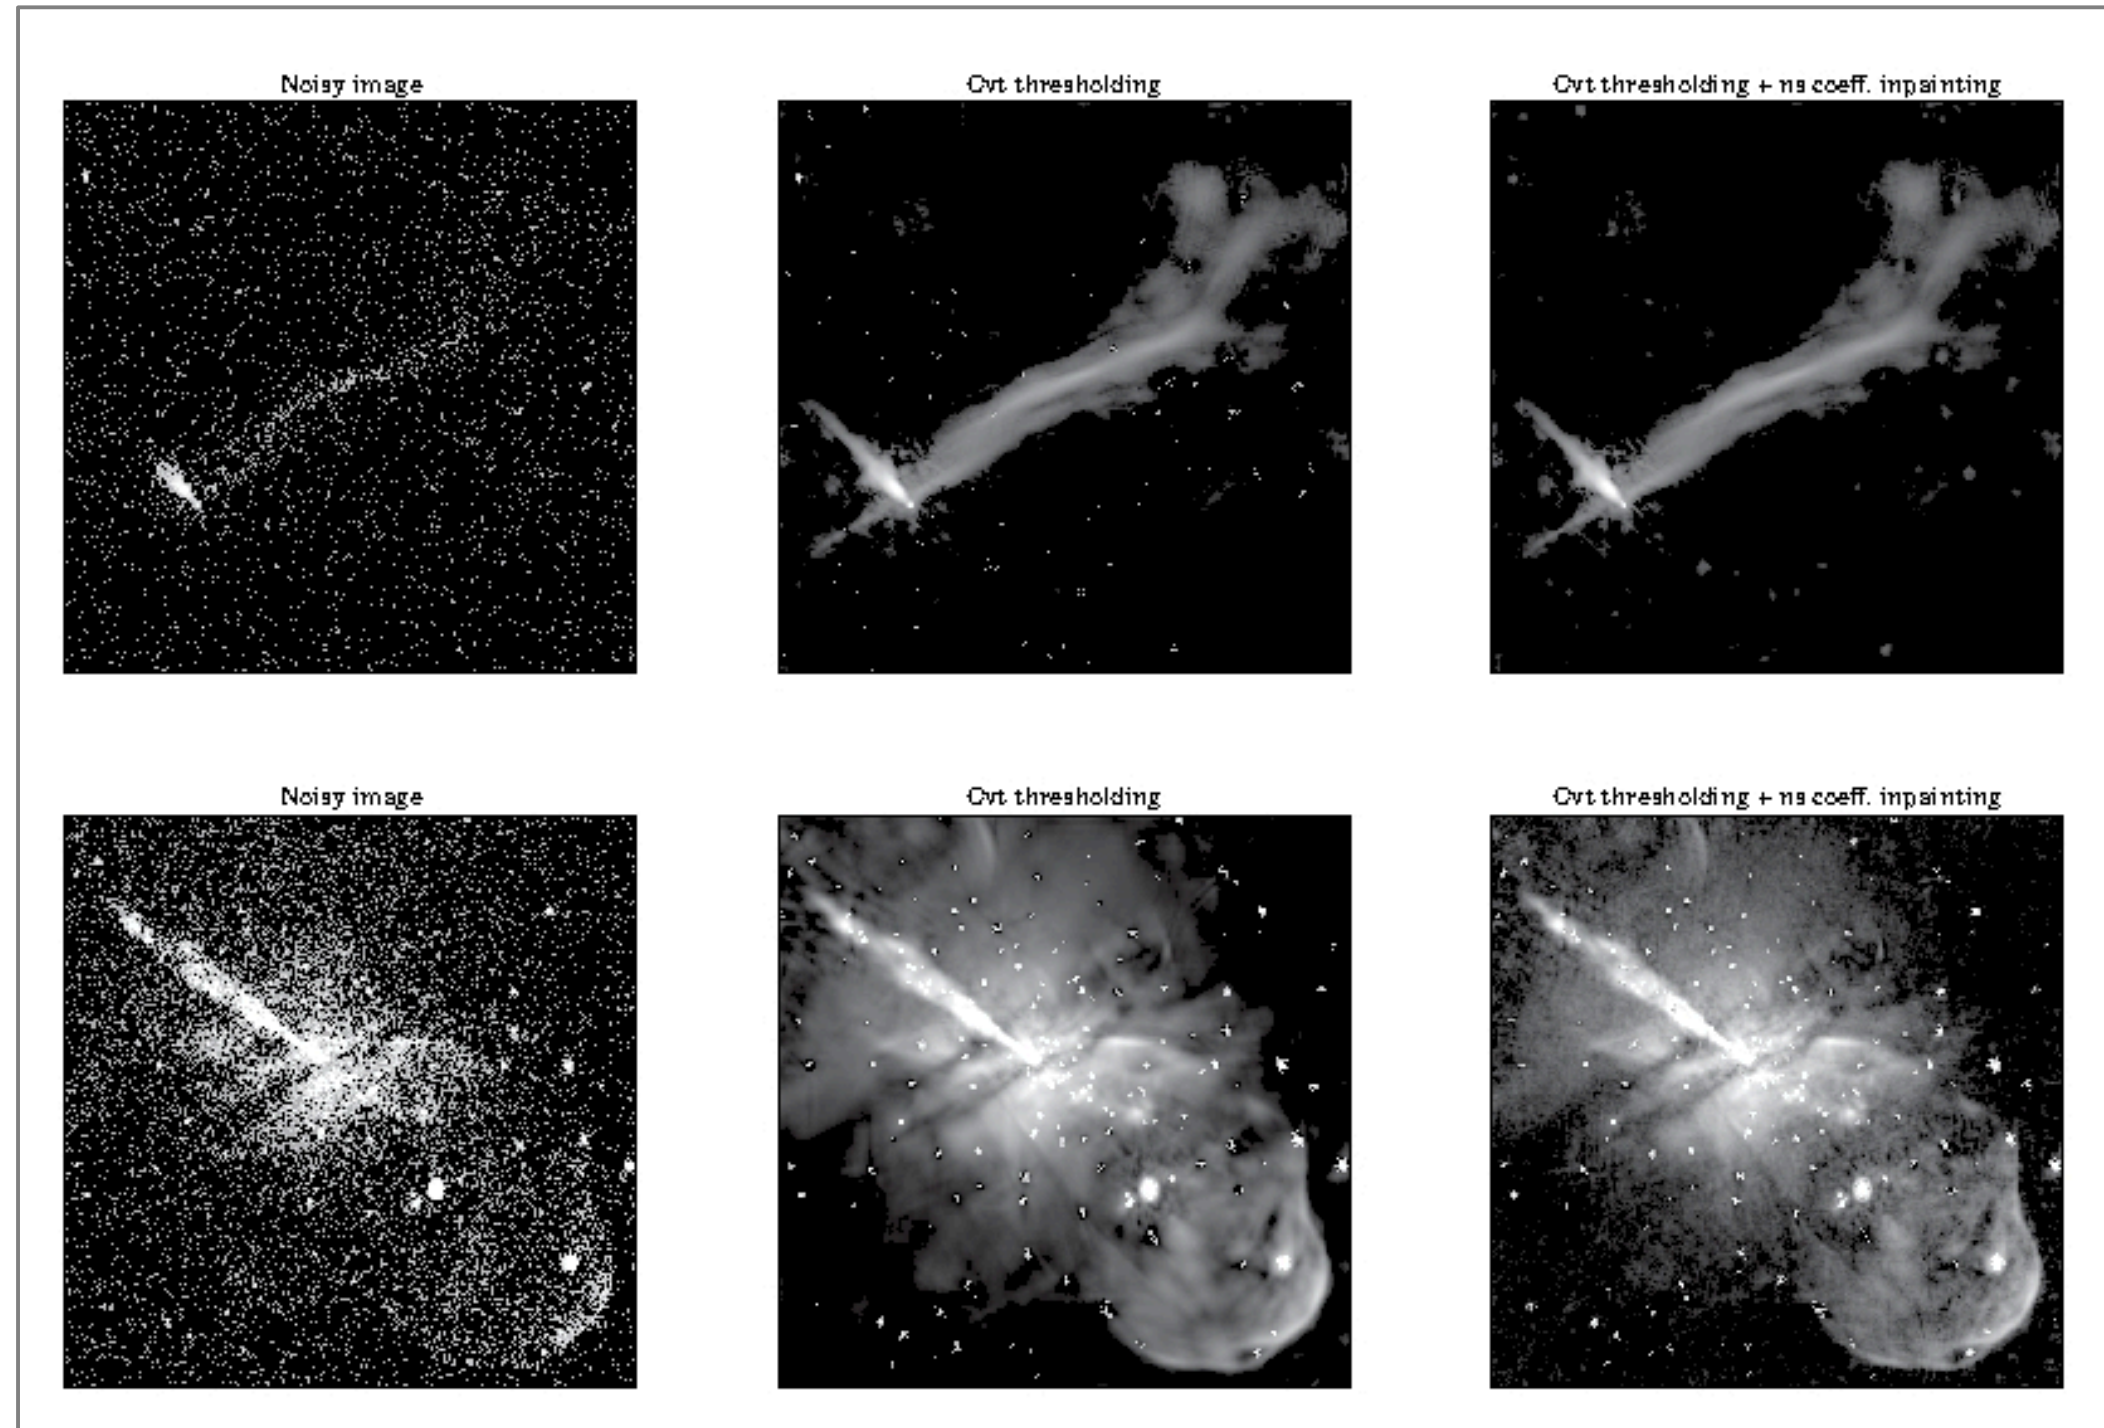 Noisy image
Cvt thresholding
Cvt thresholding + ns coeff. inpainting
Noisy image
Cvt thresholding
Cvt thresholding + ns coeff. inpainting